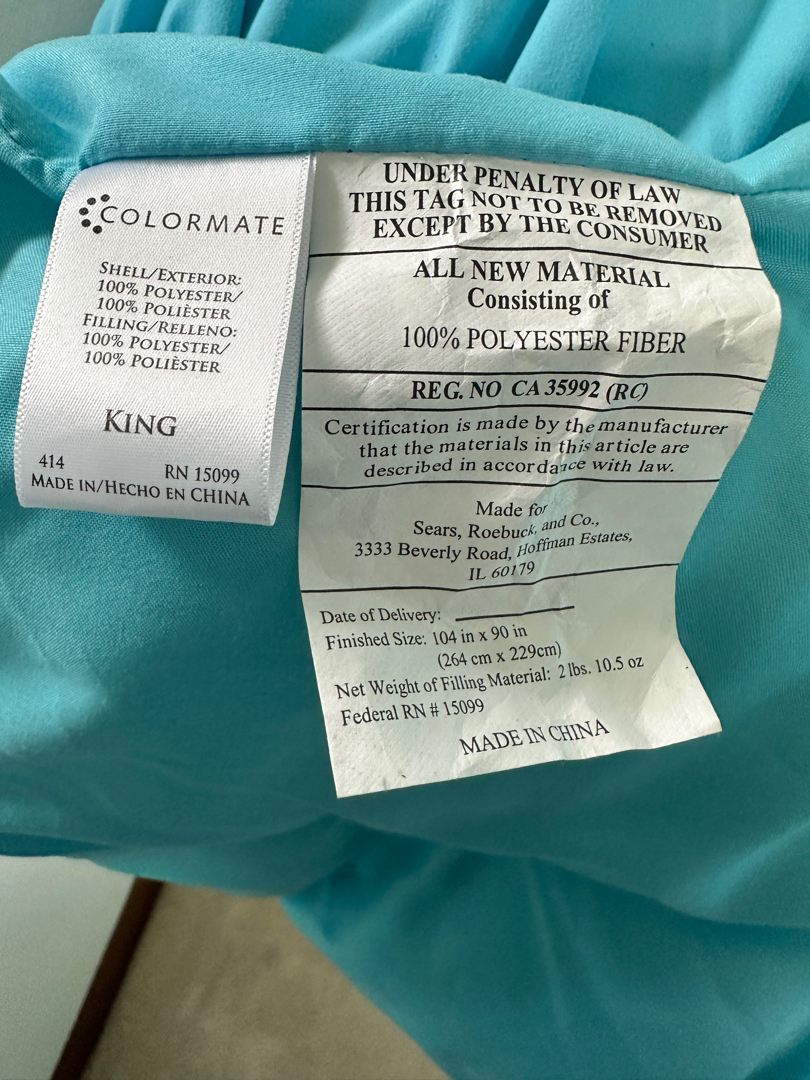 COLORMATE
SHELL/EXTERIOR:
100% POLYESTER/
100% POLIÈSTER
FILLING/RELLENO:
100% POLYESTER/
100% POLIÈSTER
KING
414 RN 15099
MADE IN/HECHO EN CHINA
UNDER PENALTY OF LAW
THIS TAG NOT TO BE REMOVED
EXCEPT BY THE CONSUMER
ALL NEW MATERIAL
Consisting of
100% POLYESTER FIBER
REG. NO CA 35992 (RC)
Certification is made by the manufacturer
that the materials in this article are
described in accordance with law.
Made for
Sears, Roebuck, and Co.,
3333 Beverly Road, Hoffman Estates,
IL 60179
Date of Delivery:
Finished Size: 104 in x 90 in
(264 cm x 229cm)
Net Weight of Filling Material: 2 lbs. 10.5 oz
Federal RN # 15099
MADE IN CHINA